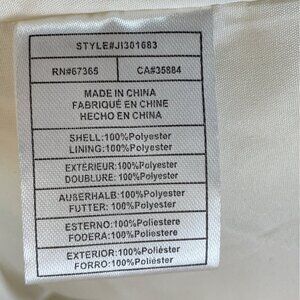 STYLE#JI301683
RN#67365 CA#35884
MADE IN CHINA
FABRIQUÉ EN CHINE
HECHO EN CHINA
SHELL:100%Polyester
LINING:100%Polyester
EXTÉRIEUR:100%Polyester
DOUBLURE:100%Polyester
AUßERHALB:100%Polyester
FUTTER:100%Polyester
ESTERNO:100%Poliestere
FODERA:100%Poliestere
EXTERIOR:100%Poliéster
FORRO:100%Poliéster